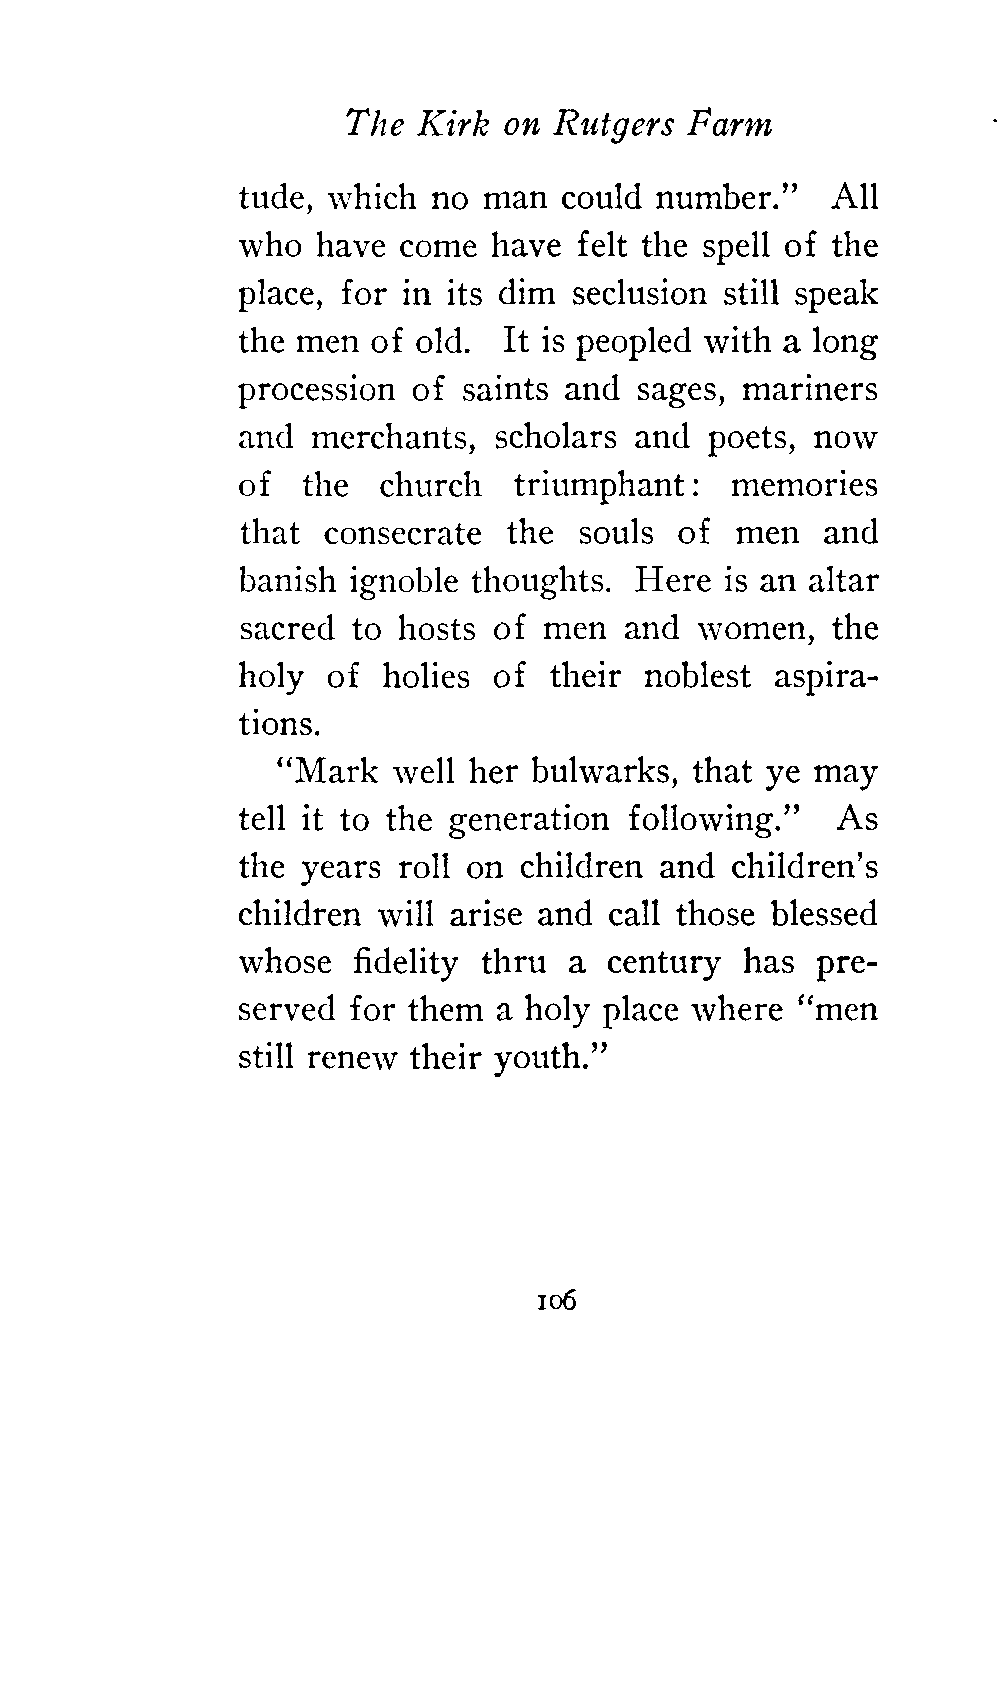 The Kirk on Rutgers Farm
tude, which no man could number." All
who have come have felt the spell of the
place, for in its dim seclusion still speak
the men of old. It is peopled with a long
procession of saints and sages, mariners
and merchants, scholars and poets, now
of the church triumphant: memories
that consecrate the souls of men and
banish ignoble thoughts. Here is an altar
sacred to hosts of men and women, the
holy of holies of their noblest aspira-
tions.
"Mark well her bulwarks, that ye may
tell it to the generation following." As
the years roll on children and children's
children will arise and call those blessed
whose fidelity thru a century has pre-
served for them a holy place where "men
still renew their youth."
106